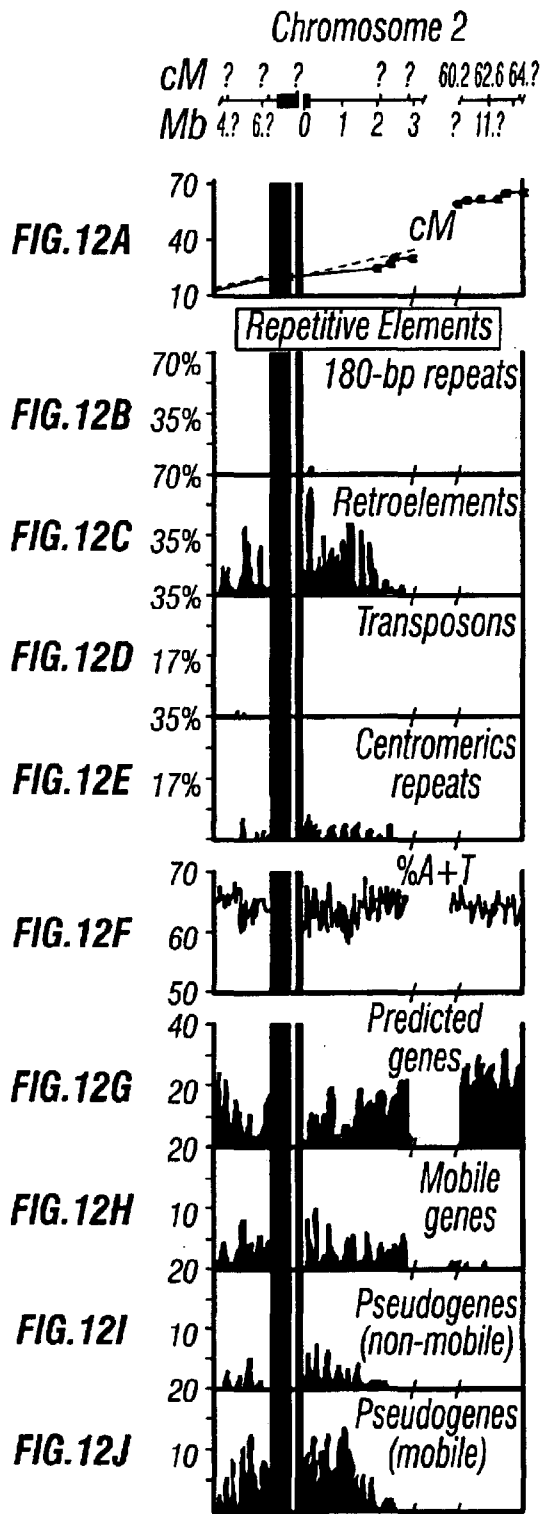 Chromosome 2
cM ? ? ? ? ? 60.2 62.6 64.?
Mb 4.? 6.? 0 1 2 3 ? 11.?
70
FIG.12A 40 cM
10
Repetitive Elements
70% 180-bp repeats
FIG.12B 35%
70% Retroelements
FIG.12C 35%
35% Transposons
FIG.12D 17%
35% Centromerics
FIG.12E 17% repeats
70 %A+T
FIG.12F 60
50
40 Predicted
FIG.12G 20 genes
20
FIG.12H 10 Mobile
genes
20 Pseudogenes
FIG.12I 10 (non-mobile)
20 Pseudogenes
FIG.12J 10 (mobile)